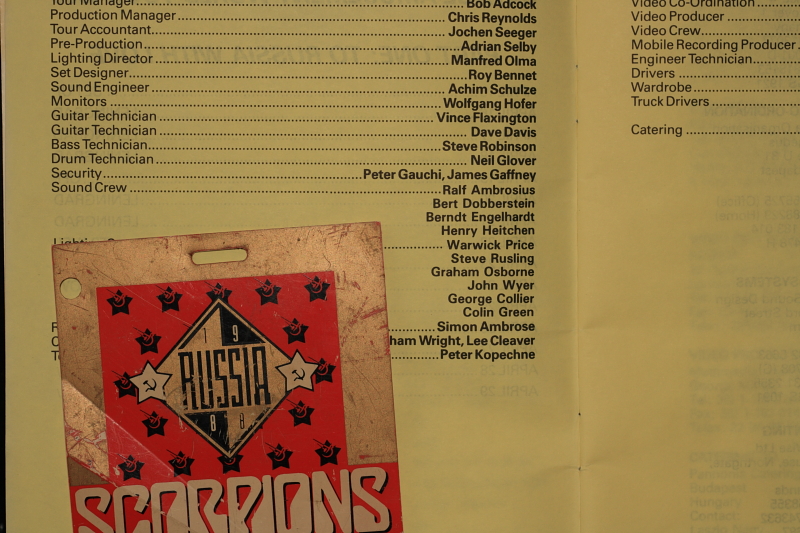 Tour Manager........Bob Adcock
Production Manager........Chris Reynolds
Tour Accountant........Jochen Seeger
Pre-Production........Adrian Selby
Lighting Director........Manfred Olma
Set Designer........Roy Bennet
Sound Engineer........Achim Schulze
Monitors........Wolfgang Hofer
Guitar Technician........Vince Flaxington
Guitar Technician........Dave Davis
Bass Technician........Steve Robinson
Drum Technician........Neil Glover
Security........Peter Gauchi, James Gaffney
Sound Crew........Ralf Ambrosius
Bert Dobberstein
Berndt Engelhardt
Henry Heitchen
Lighting........Warwick Price
Steve Rusling
Graham Osborne
John Wyer
George Collier
Colin Green
Simon Ambrose
ham Wright, Lee Cleaver
Peter Kopechne
Video Co-Ordination
Video Producer
Video Crew
Mobile Recording Producer
Engineer Technician
Drivers
Wardrobe
Truck Drivers
Catering
19
RUSSIA
88
SCORPIONS